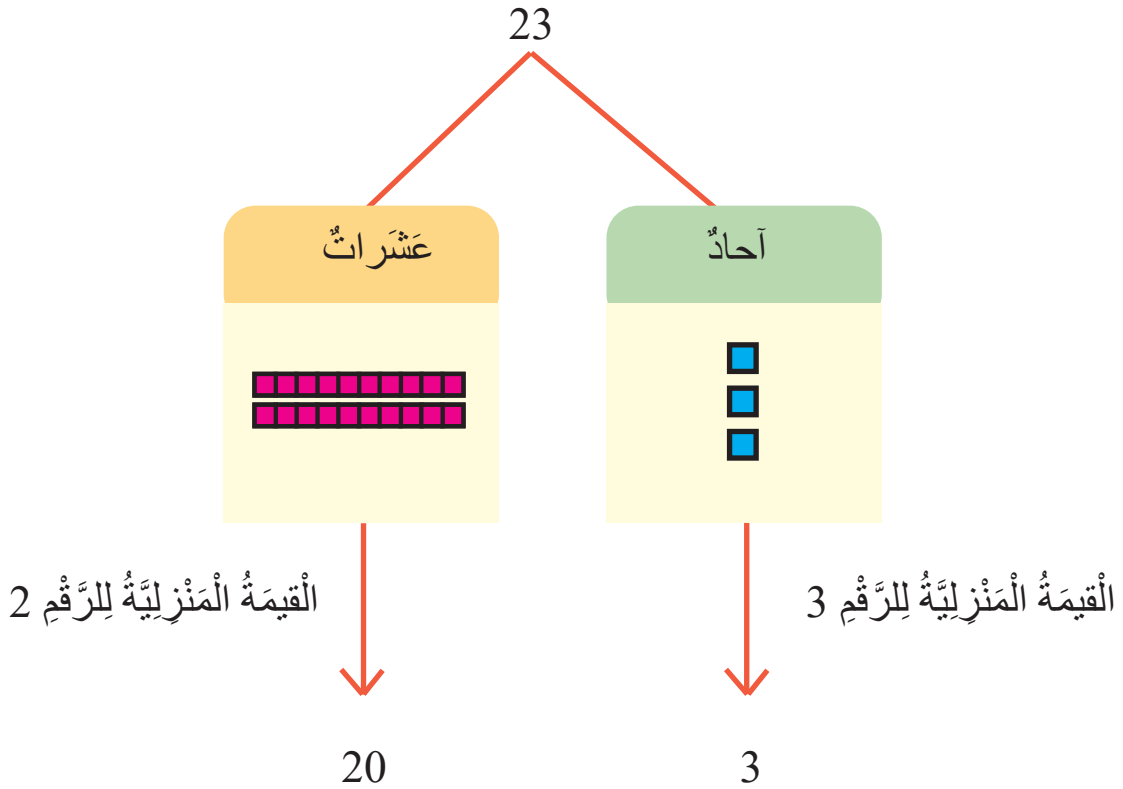 23
آحادٌ
عَشَراتٌ
الْقيمَةُ الْمَنْزِلِيَّةُ لِلرَّقْمِ 3
الْقيمَةُ الْمَنْزِلِيَّةُ لِلرَّقْمِ 2
3
20